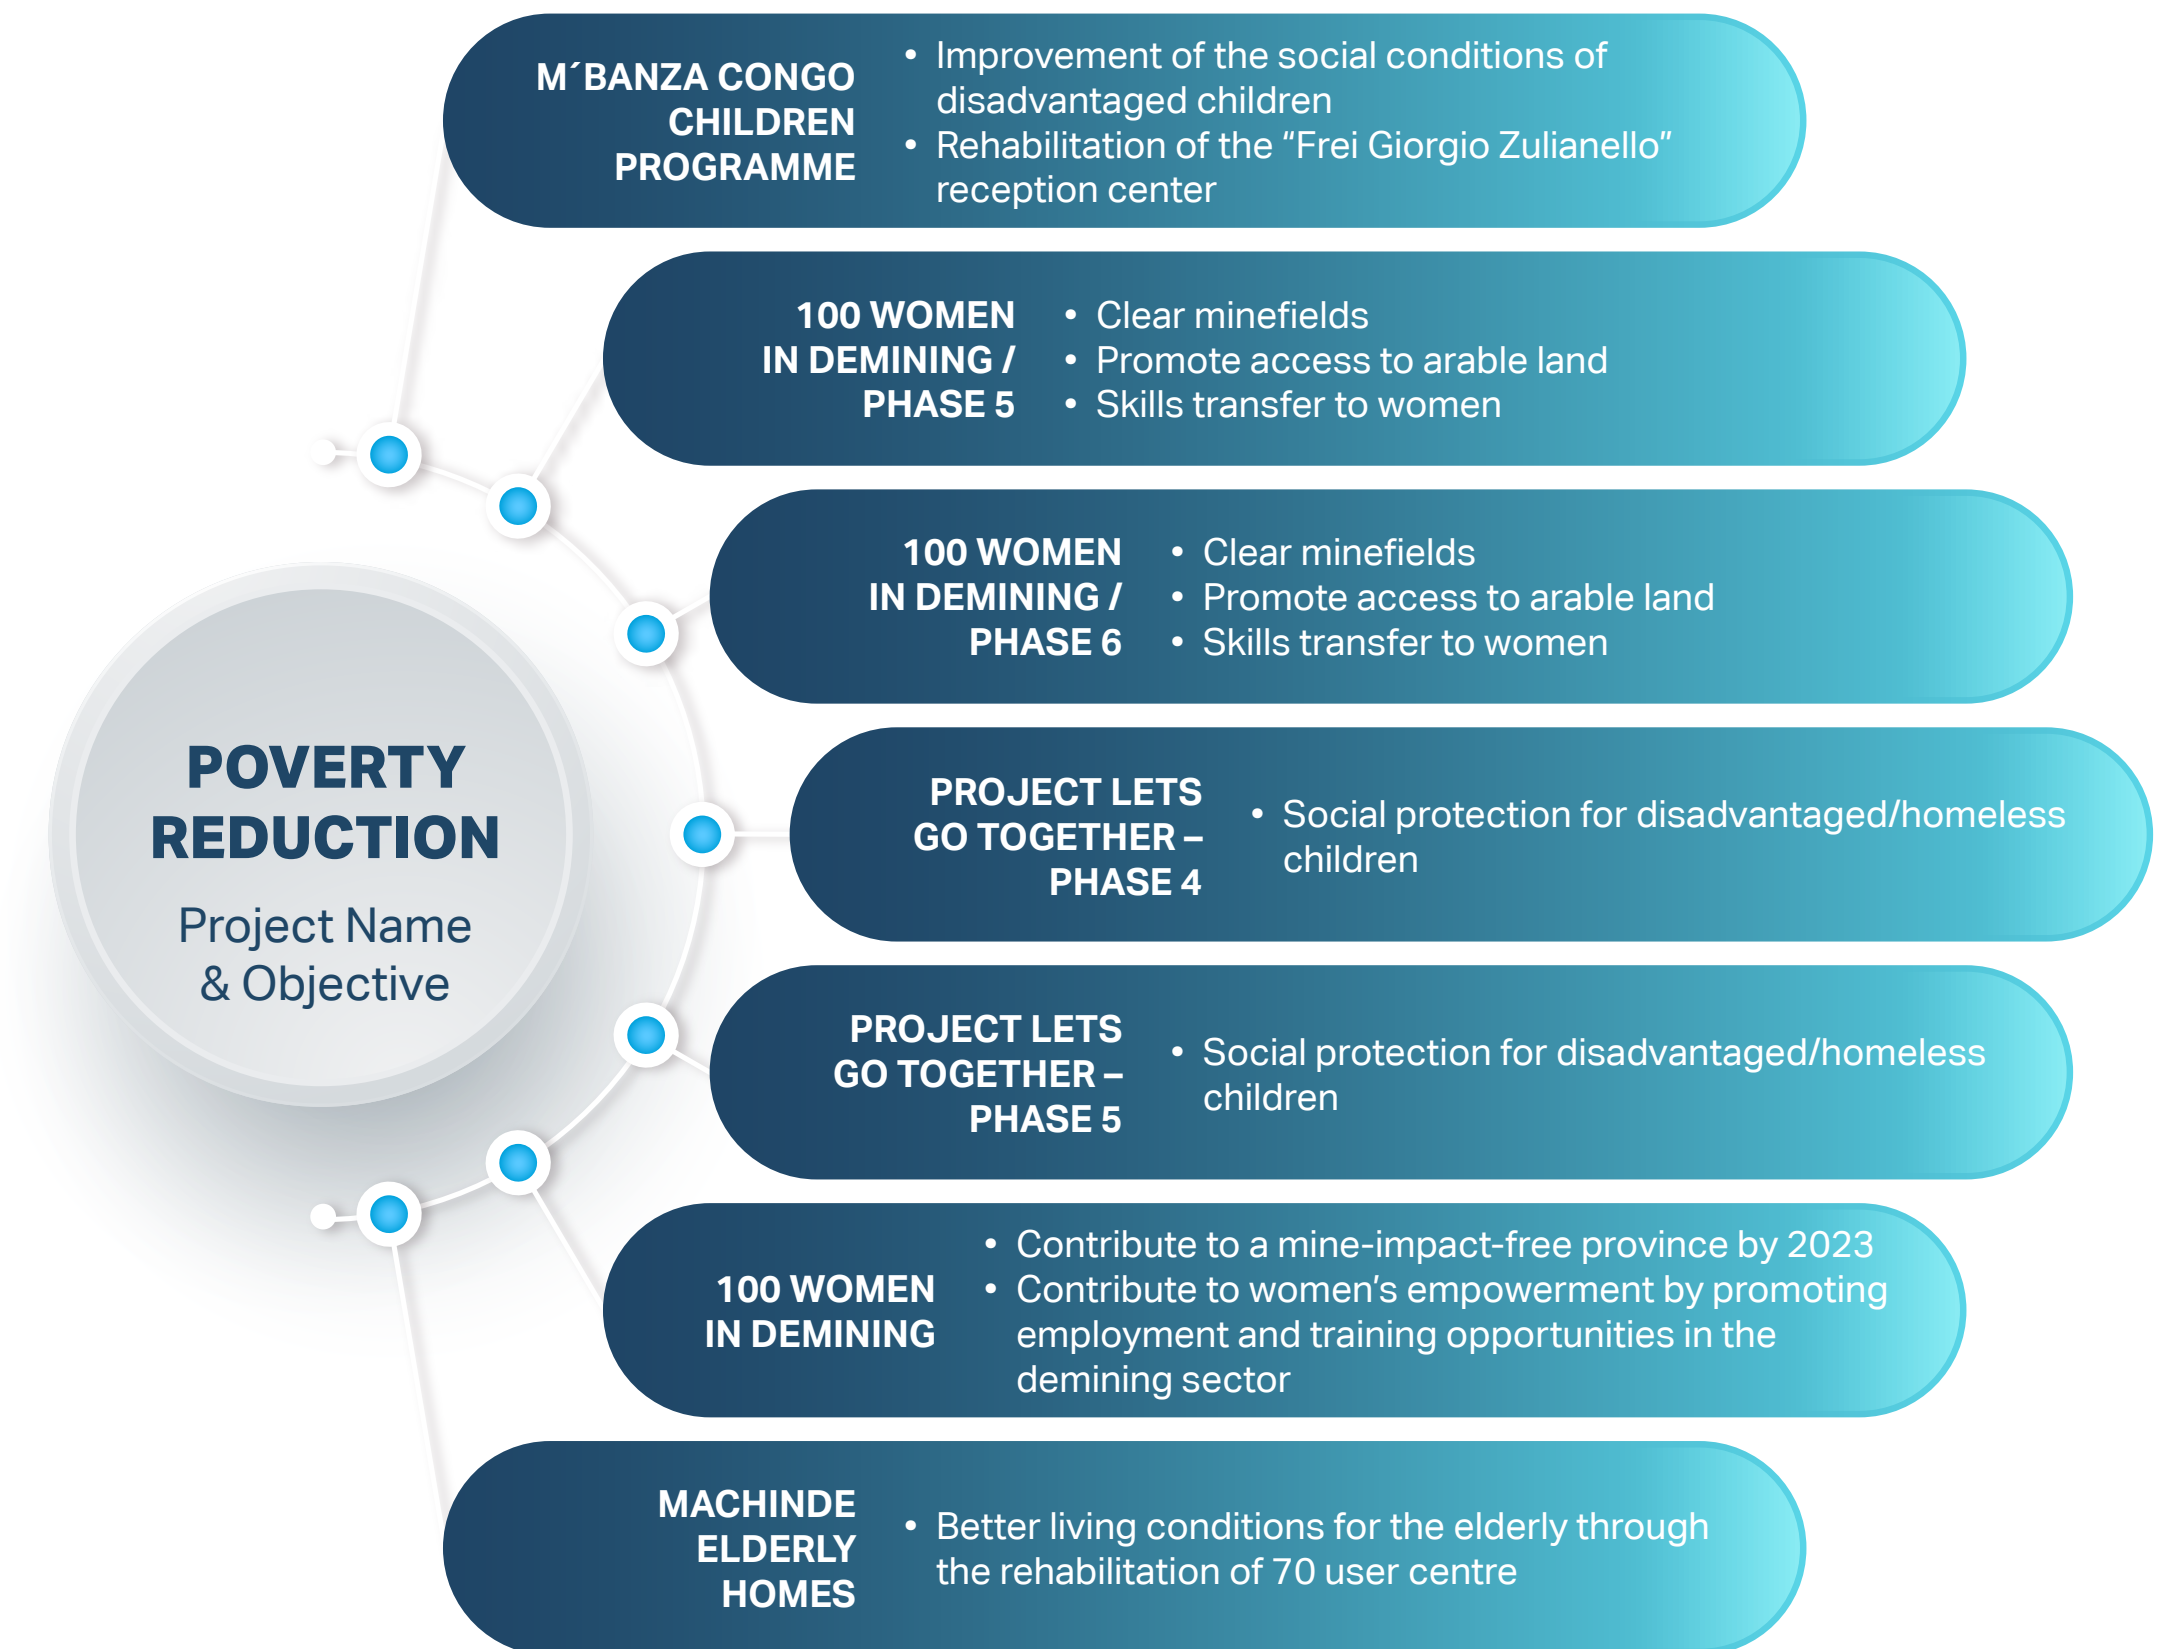 M´BANZA CONGO
CHILDREN
PROGRAMME
• Improvement of the social conditions of
disadvantaged children
• Rehabilitation of the “Frei Giorgio Zulianello”
reception center
100 WOMEN
IN DEMINING /
PHASE 5
• Clear minefields
• Promote access to arable land
• Skills transfer to women
100 WOMEN
IN DEMINING /
PHASE 6
• Clear minefields
• Promote access to arable land
• Skills transfer to women
POVERTY
REDUCTION
Project Name
& Objective
PROJECT LETS
GO TOGETHER –
PHASE 4
• Social protection for disadvantaged/homeless
children
PROJECT LETS
GO TOGETHER –
PHASE 5
• Social protection for disadvantaged/homeless
children
100 WOMEN
IN DEMINING
• Contribute to a mine-impact-free province by 2023
• Contribute to women’s empowerment by promoting
employment and training opportunities in the
demining sector
MACHINDE
ELDERLY
HOMES
• Better living conditions for the elderly through
the rehabilitation of 70 user centre